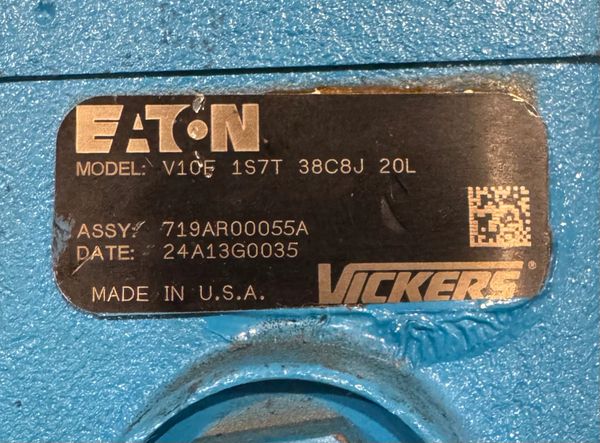 EATON
MODEL: V10F 1S7T 38C8J 20L
ASSY: 719AR00055A
DATE: 24A13G0035
MADE IN U.S.A.
VICKERS®